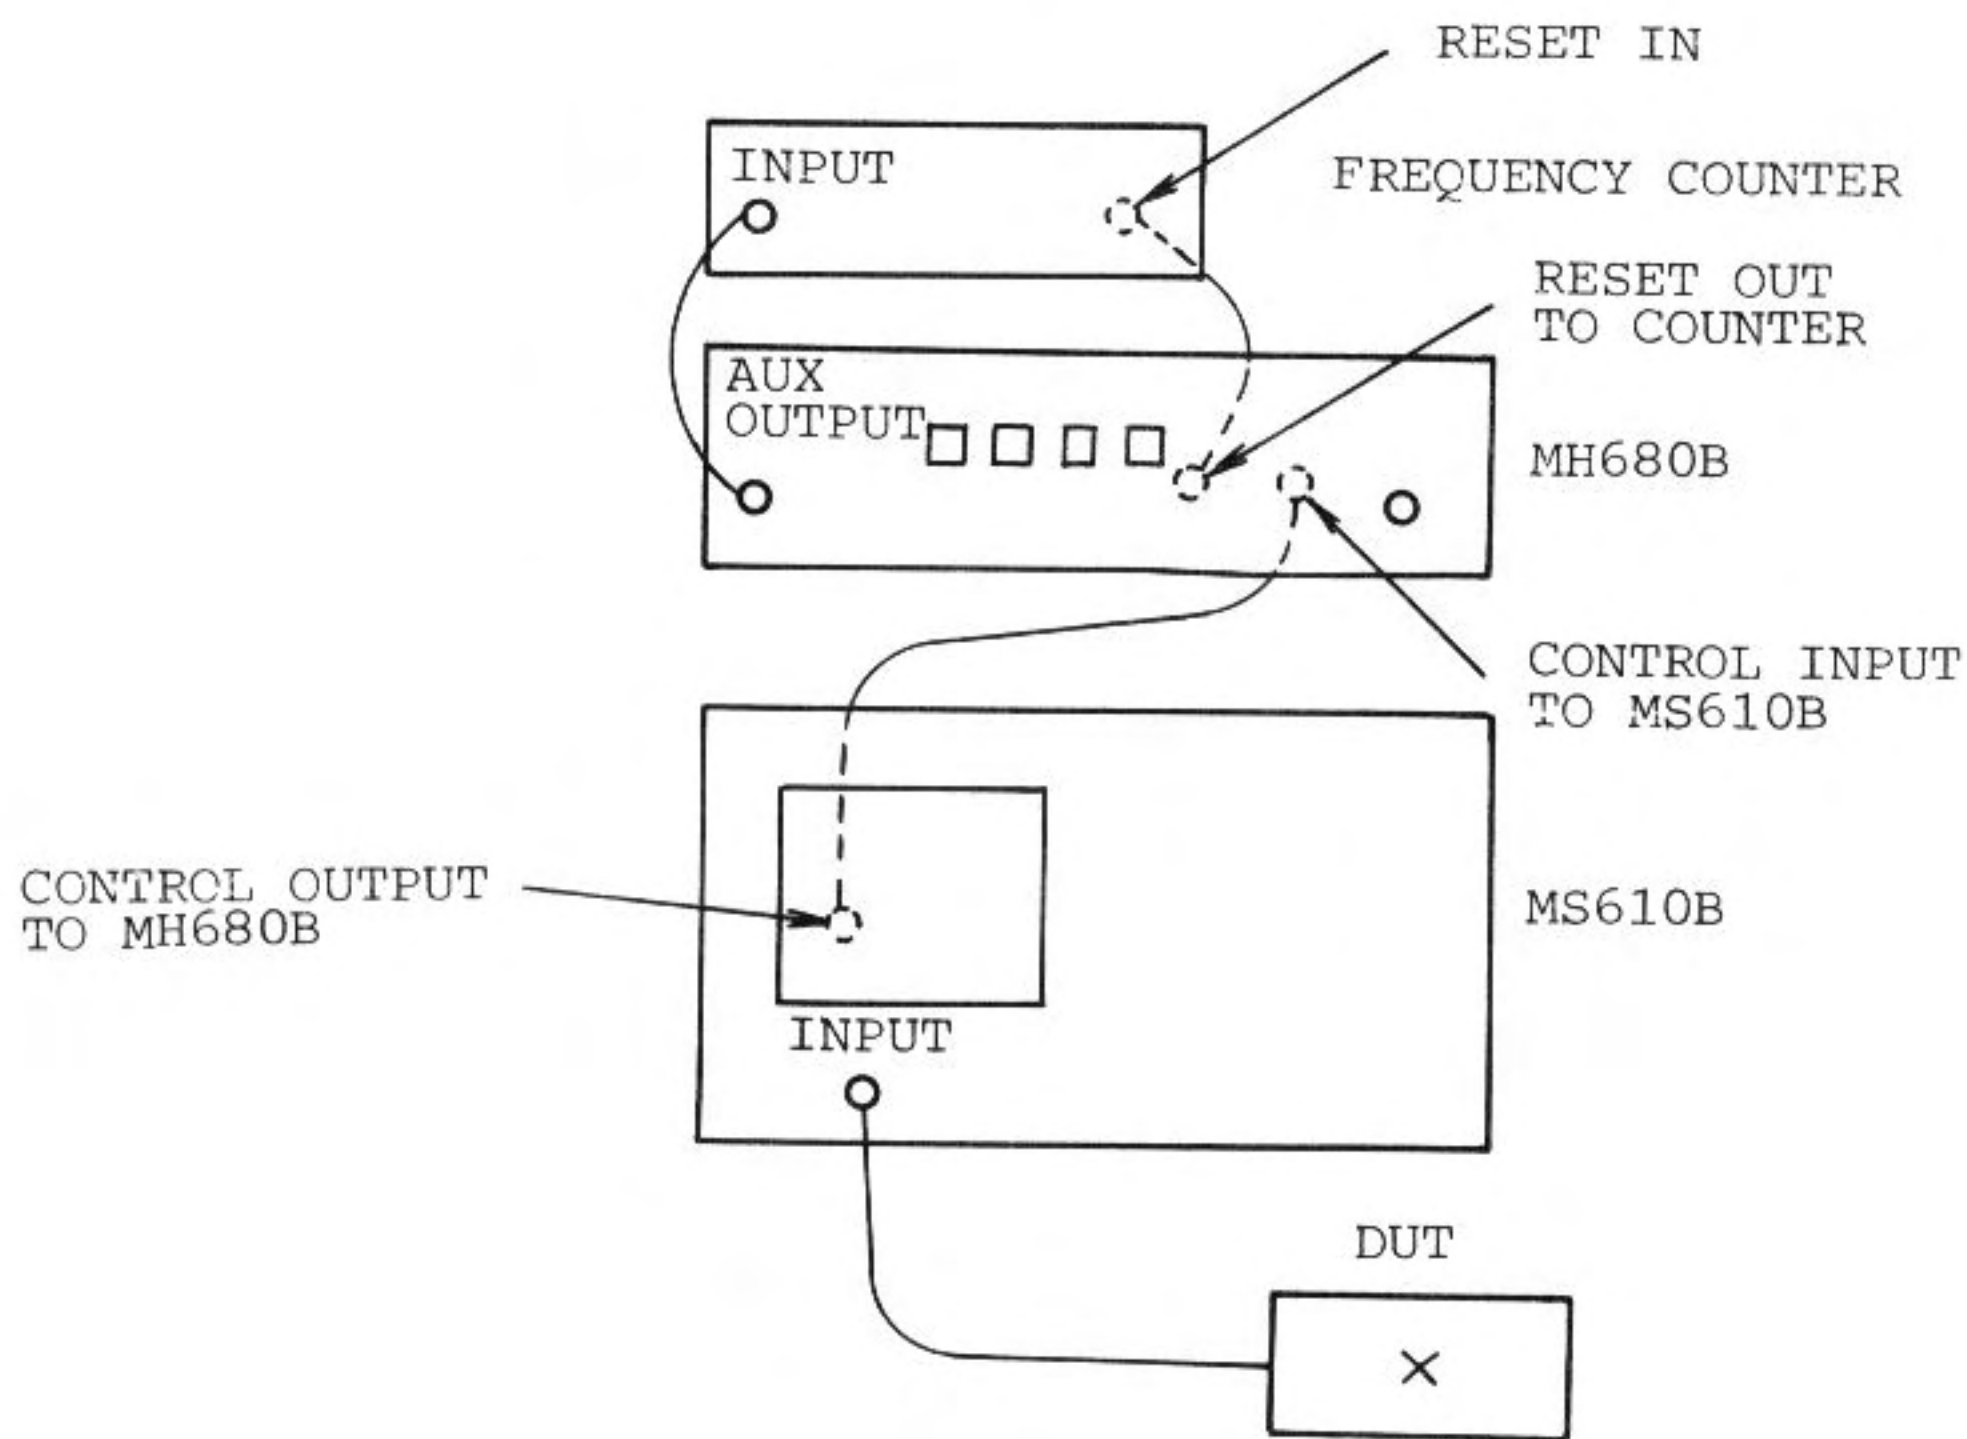 RESET IN
INPUT
FREQUENCY COUNTER
RESET OUT
TO COUNTER
AUX
OUTPUT
MH680B
CONTROL INPUT
TO MS610B
CONTROL OUTPUT
TO MH680B
MS610B
INPUT
DUT